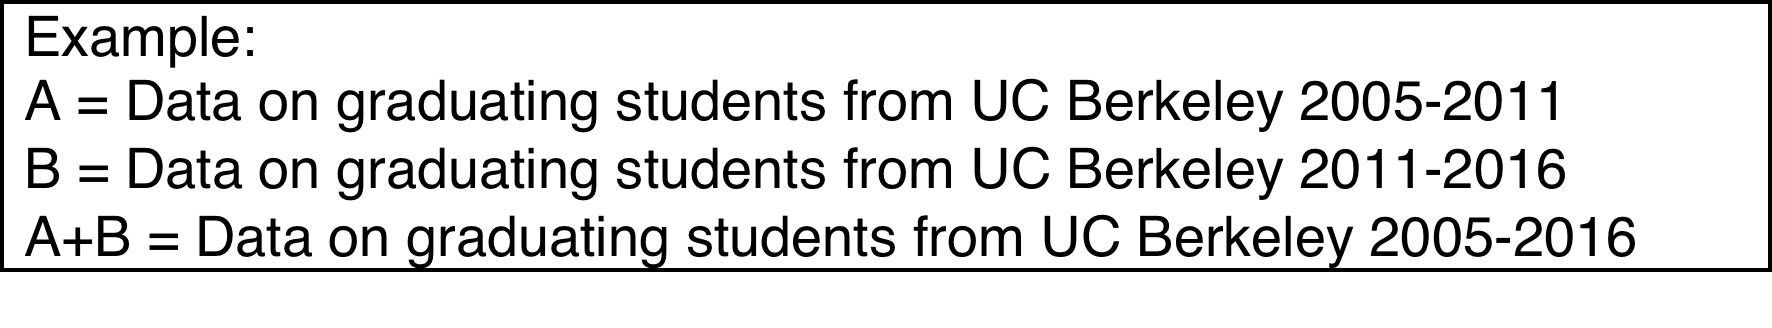 Example:
A = Data on graduating students from UC Berkeley 2005-2011
B = Data on graduating students from UC Berkeley 2011-2016
A+B = Data on graduating students from UC Berkeley 2005-2016